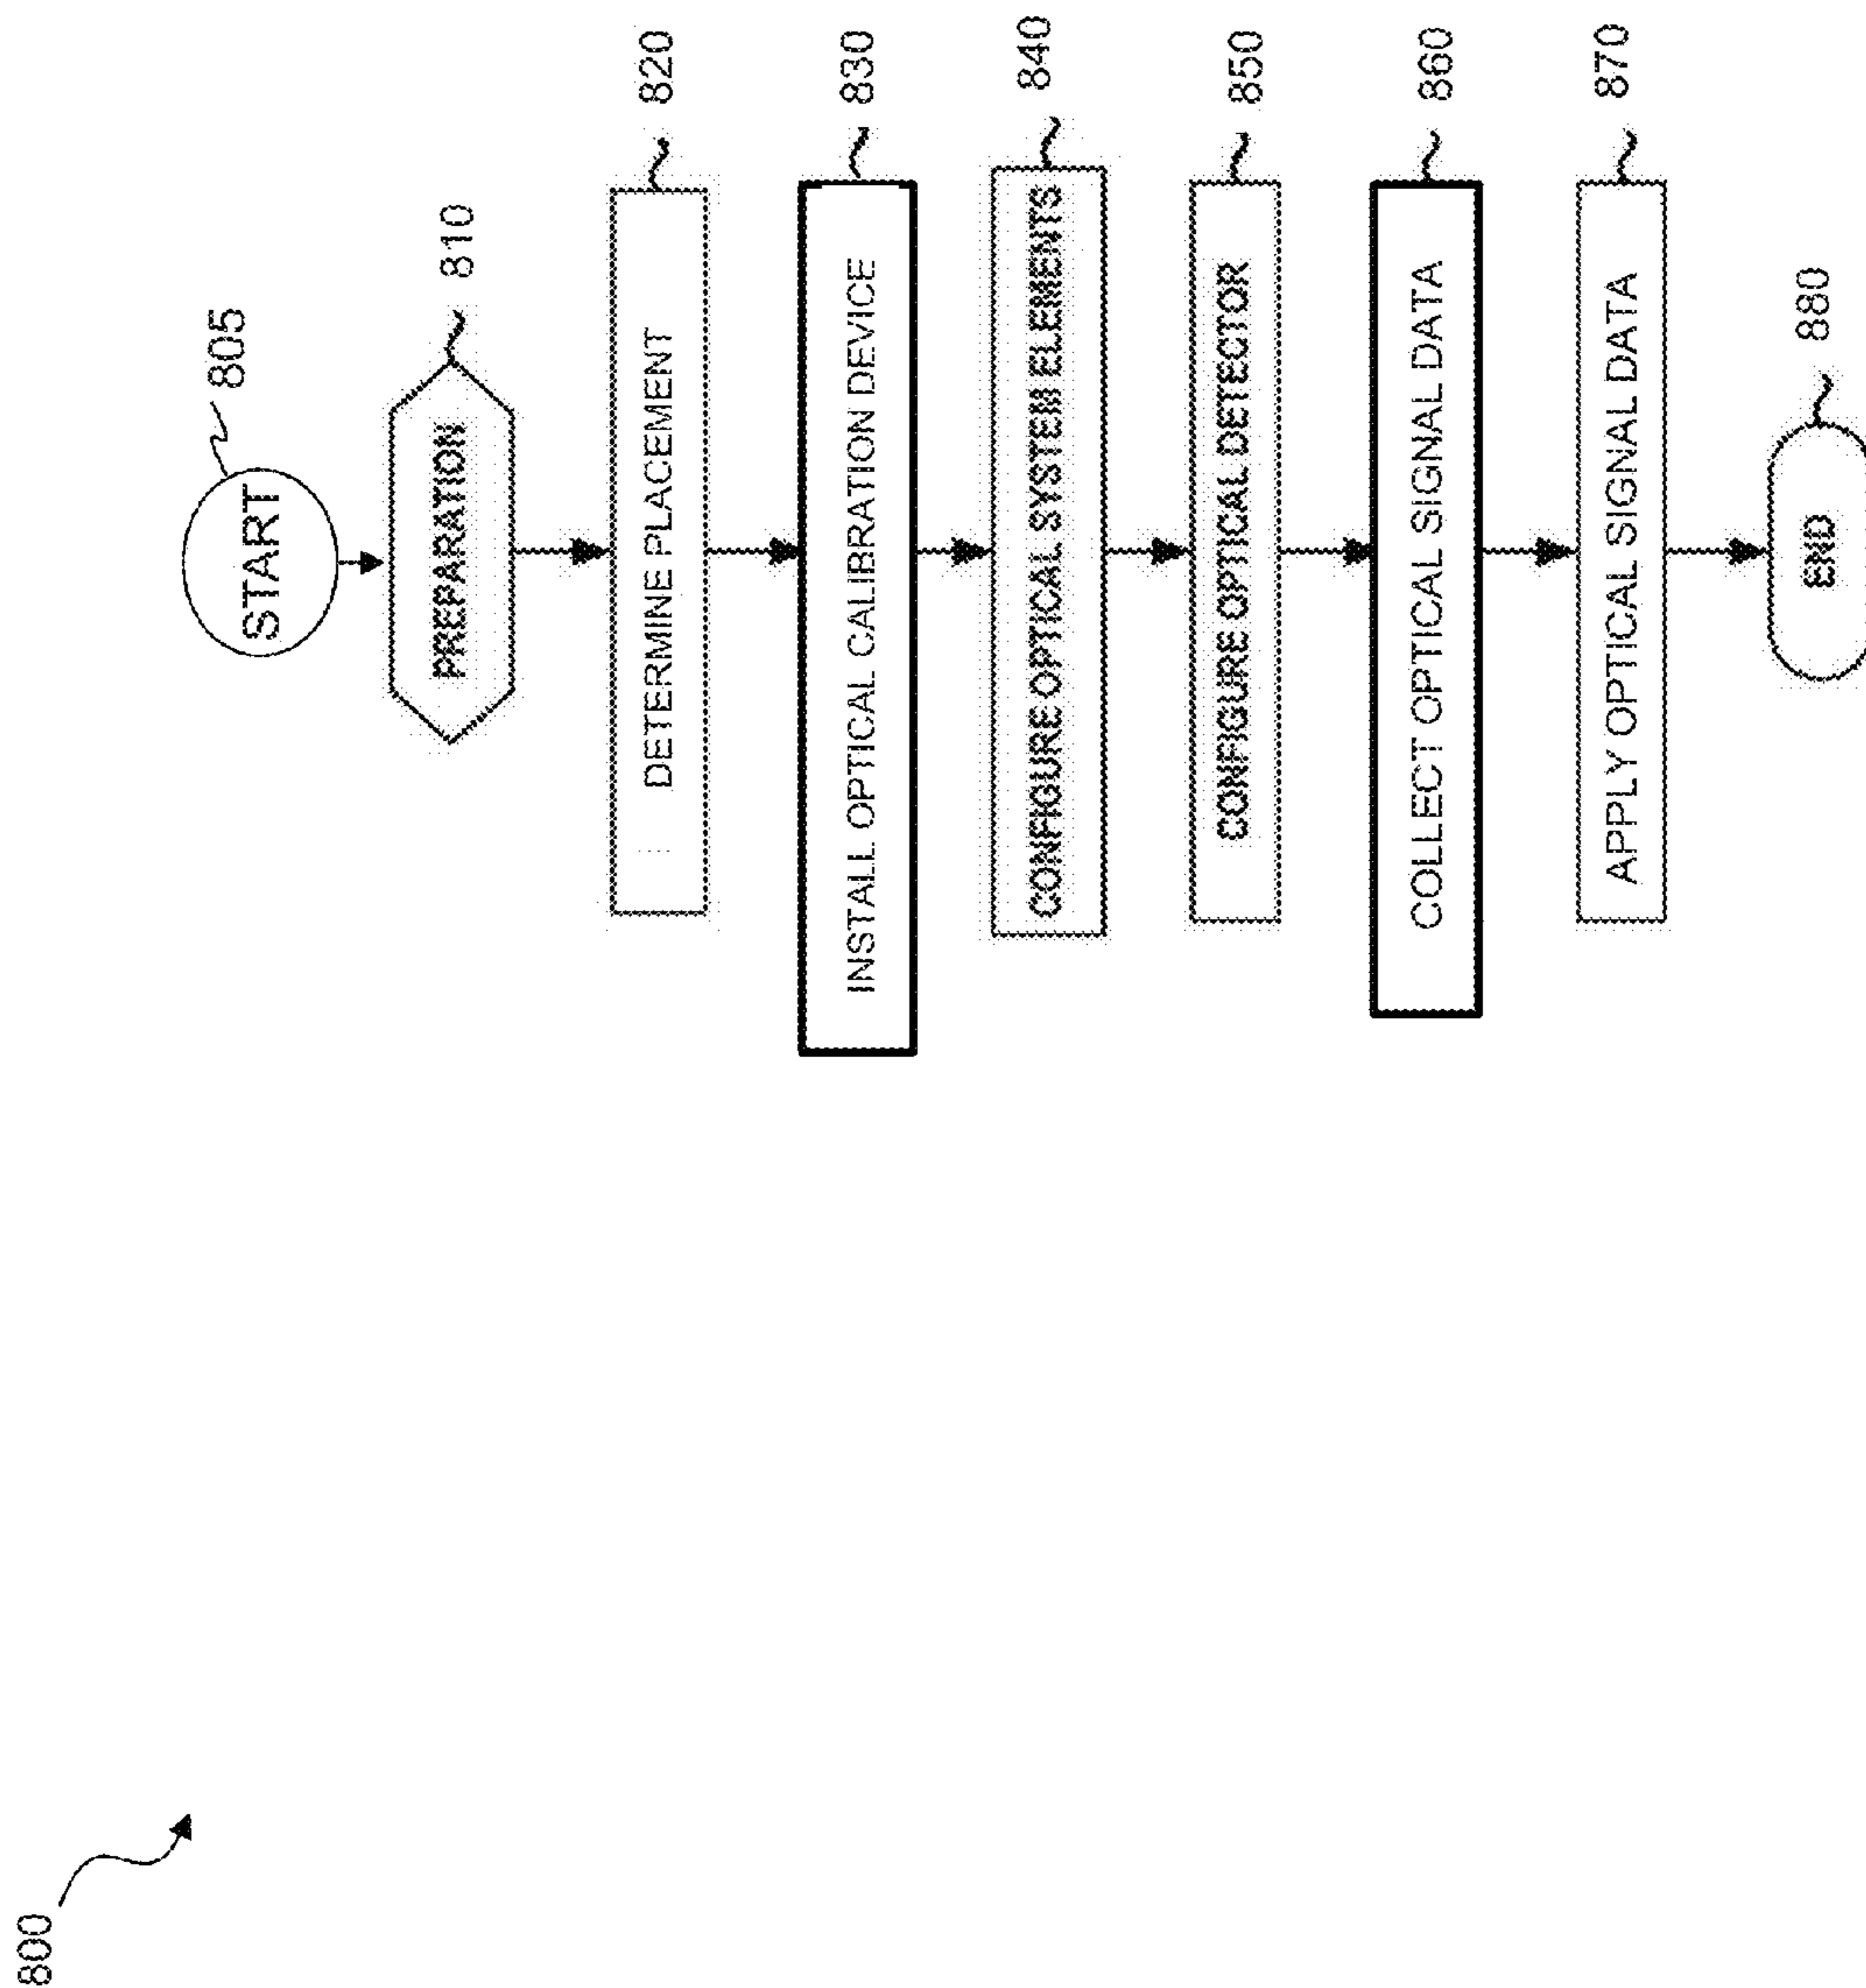 800
START
805
PREPARATION
810
DETERMINE PLACEMENT
820
INSTALL OPTICAL CALIBRATION DEVICE
830
CONFIGURE OPTICAL SYSTEM ELEMENTS
840
CONFIGURE OPTICAL DETECTOR
850
COLLECT OPTICAL SIGNAL DATA
860
APPLY OPTICAL SIGNAL DATA
870
END
880